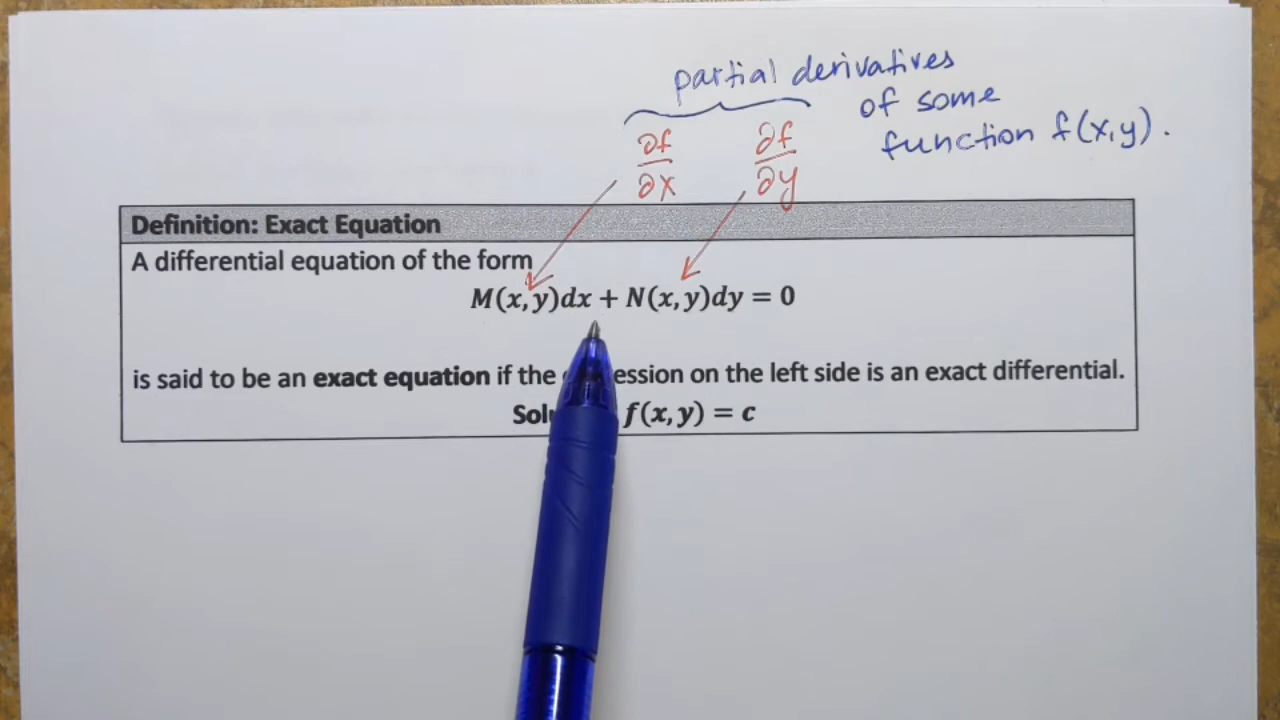 partial derivatives
of some
function f(x,y).
∂f/∂x ∂f/∂y
Definition: Exact Equation
A differential equation of the form
M(x, y)dx + N(x, y)dy = 0
is said to be an exact equation if the ession on the left side is an exact differential.
Solu f(x, y) = c